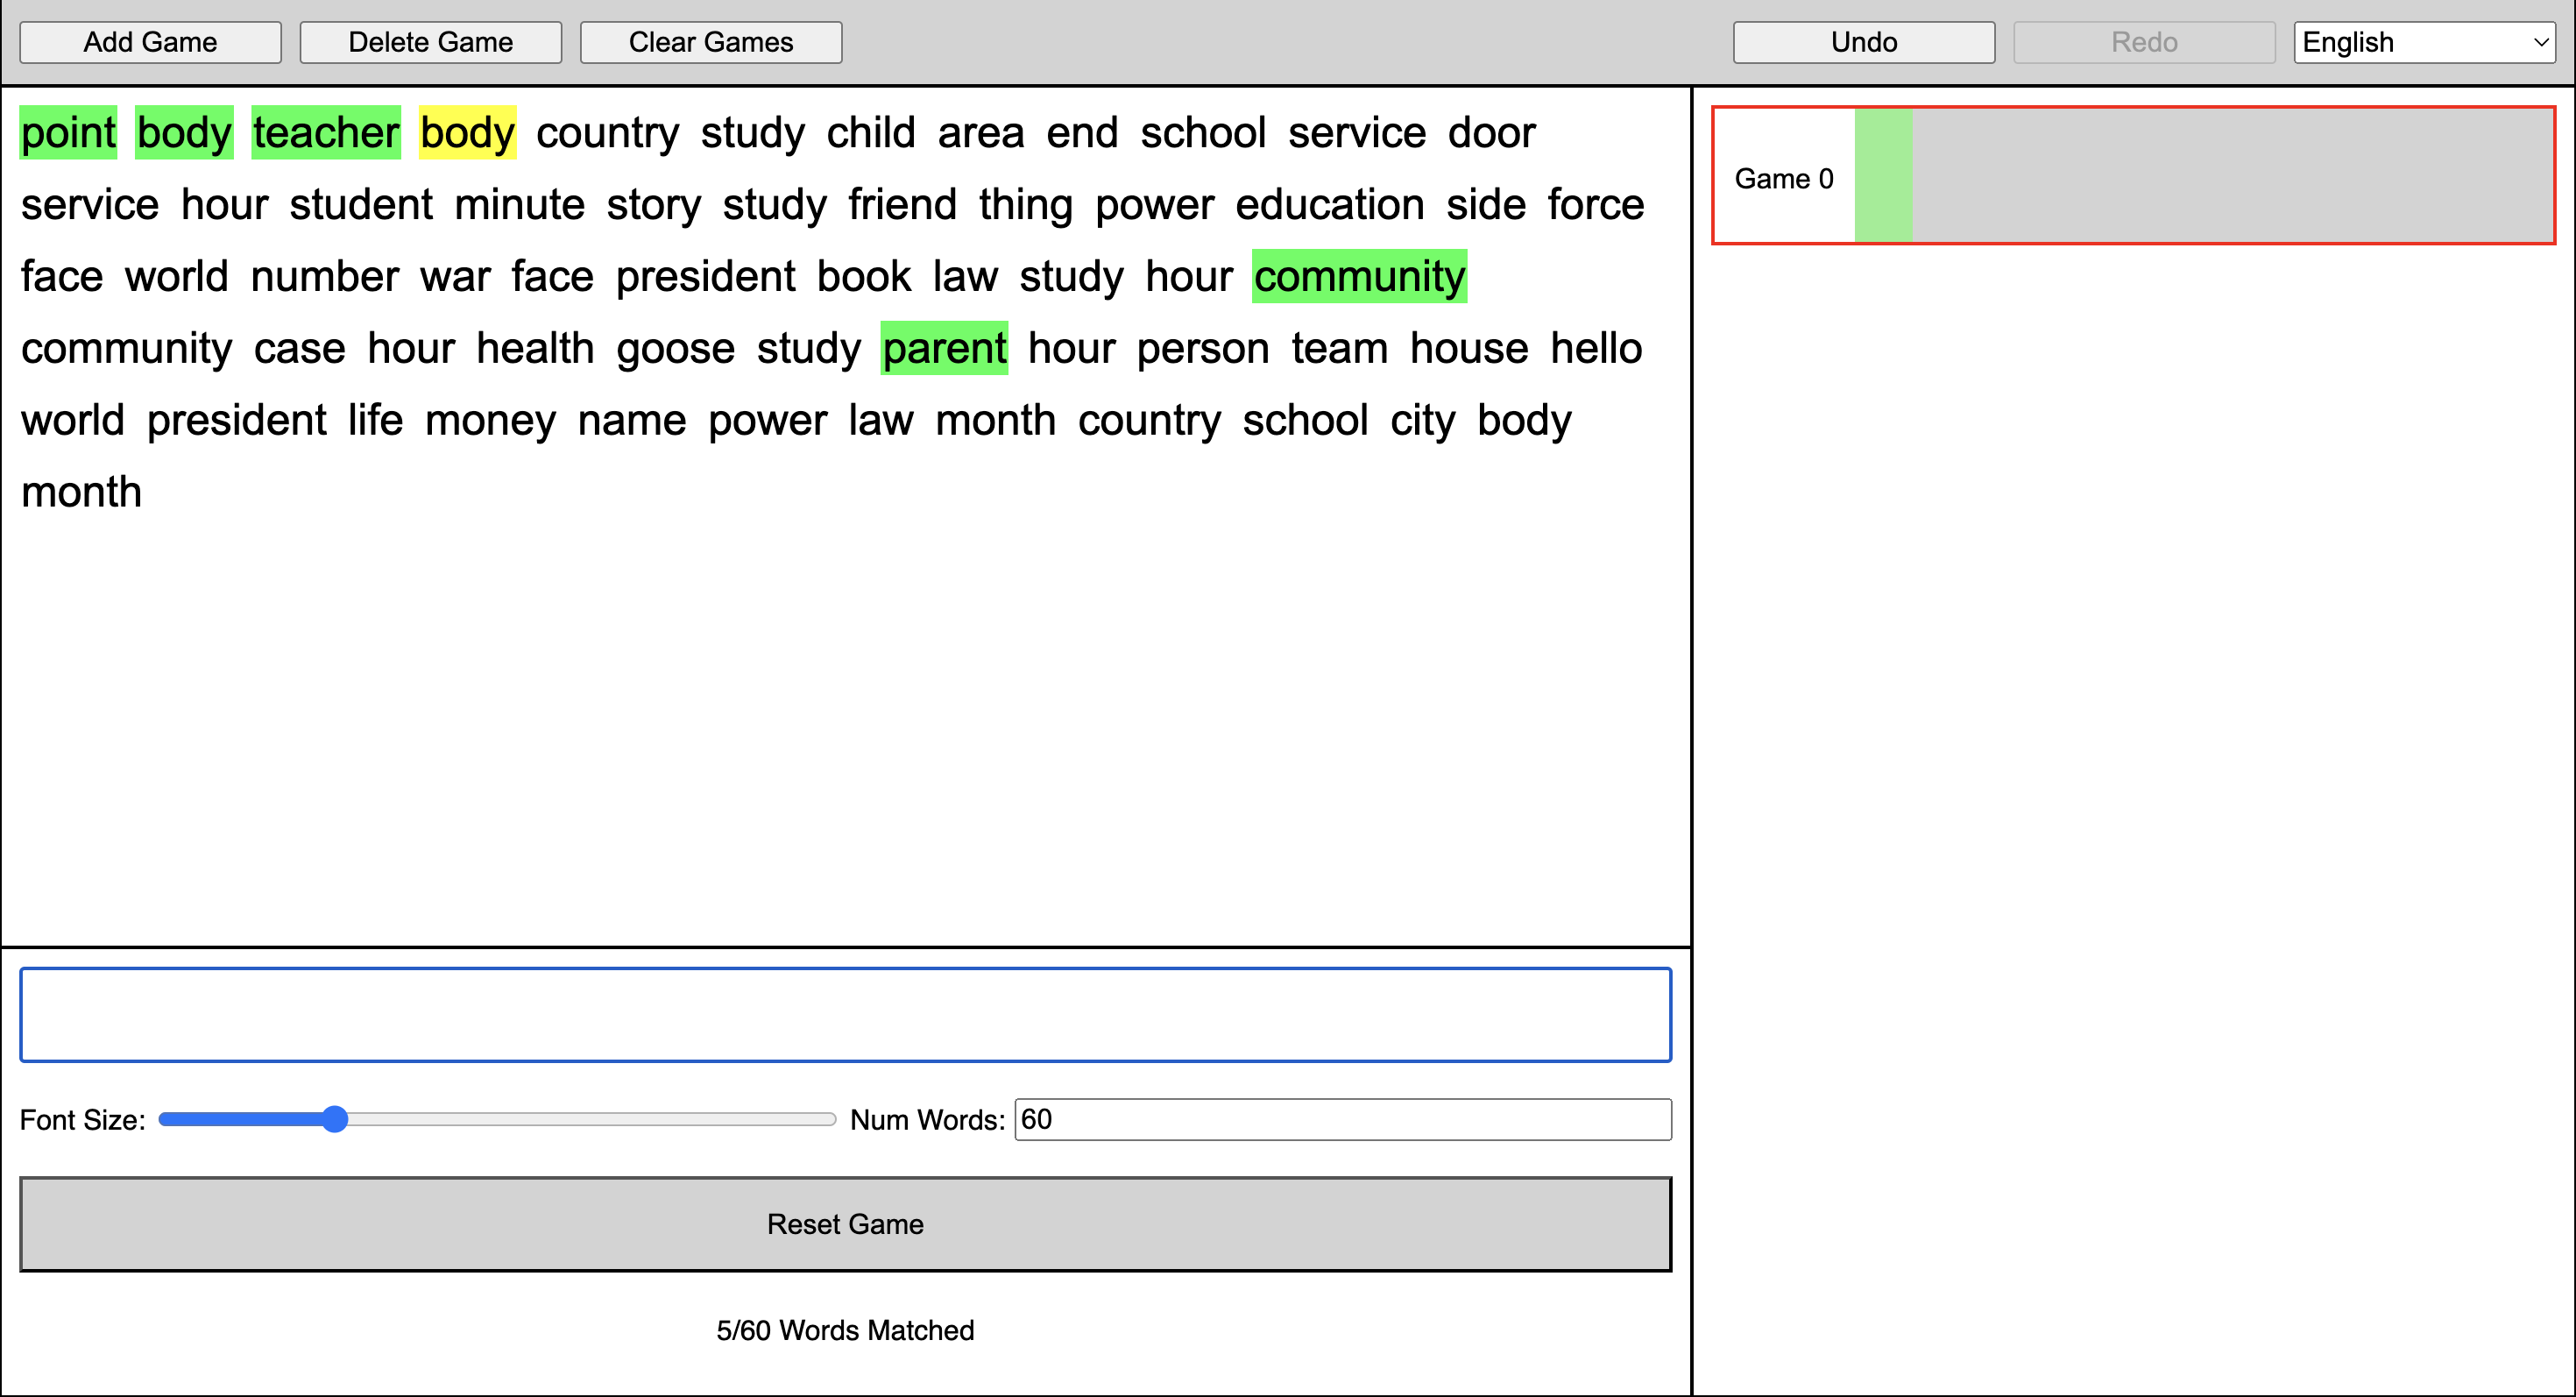 Add Game Delete Game Clear Games Undo Redo English
point body teacher body country study child area end school service door
service hour student minute story study friend thing power education side force
face world number war face president book law study hour community
community case hour health goose study parent hour person team house hello
world president life money name power law month country school city body
month
Game 0
Font Size: Num Words: 60
Reset Game
5/60 Words Matched